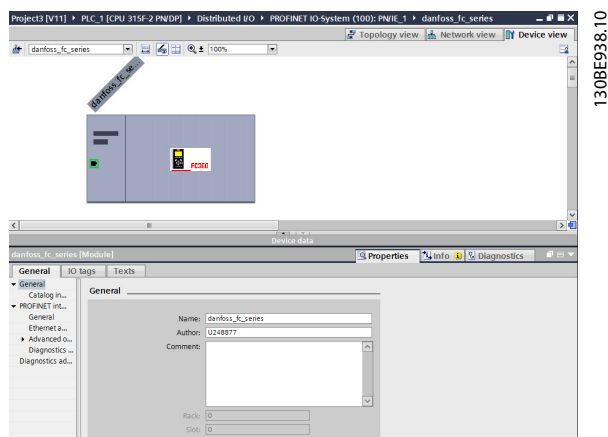 Project3 [V11] ▸ PLC_1 [CPU 315F-2 PN/DP] ▸ Distributed I/O ▸ PROFINET IO-System (100): PN/IE_1 ▸ danfoss_fc_series
Topology view Network view Device view
danfoss_fc_series 100%
danfoss_fc_se...
FC360
130BE938.10
Device data
danfoss_fc_series [Module] Properties Info Diagnostics
General IO tags Texts
General
Catalog in...
PROFINET int...
General
Ethernet a...
Advanced o...
Diagnostics ...
Diagnostics ad...
General
Name: danfoss_fc_series
Author: U248877
Comment:
Rack: 0
Slot: 0